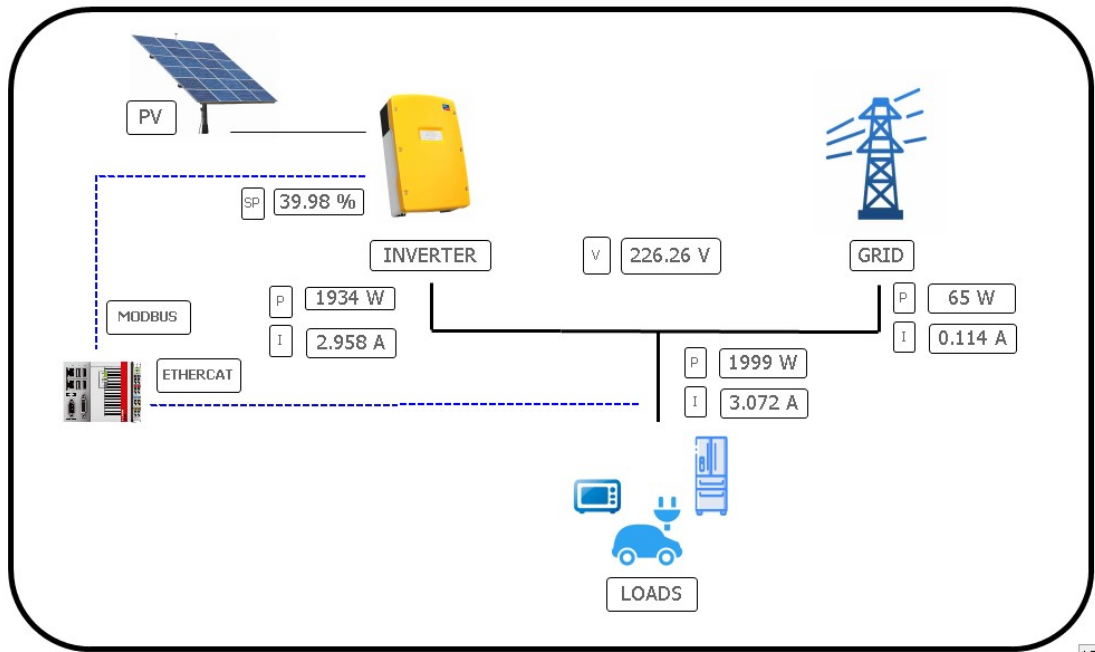 PV
SP 39.98 %
INVERTER
V 226.26 V
GRID
P 1934 W
I 2.958 A
P 65 W
I 0.114 A
MODBUS
ETHERCAT
P 1999 W
I 3.072 A
LOADS